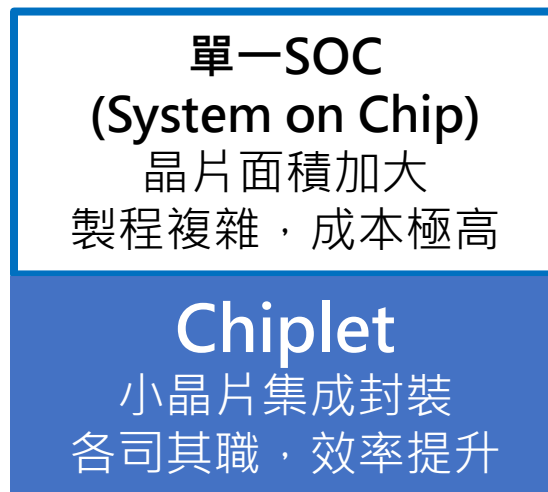 單一SOC
(System on Chip)
晶片面積加大
製程複雜，成本極高
Chiplet
小晶片集成封裝
各司其職，效率提升